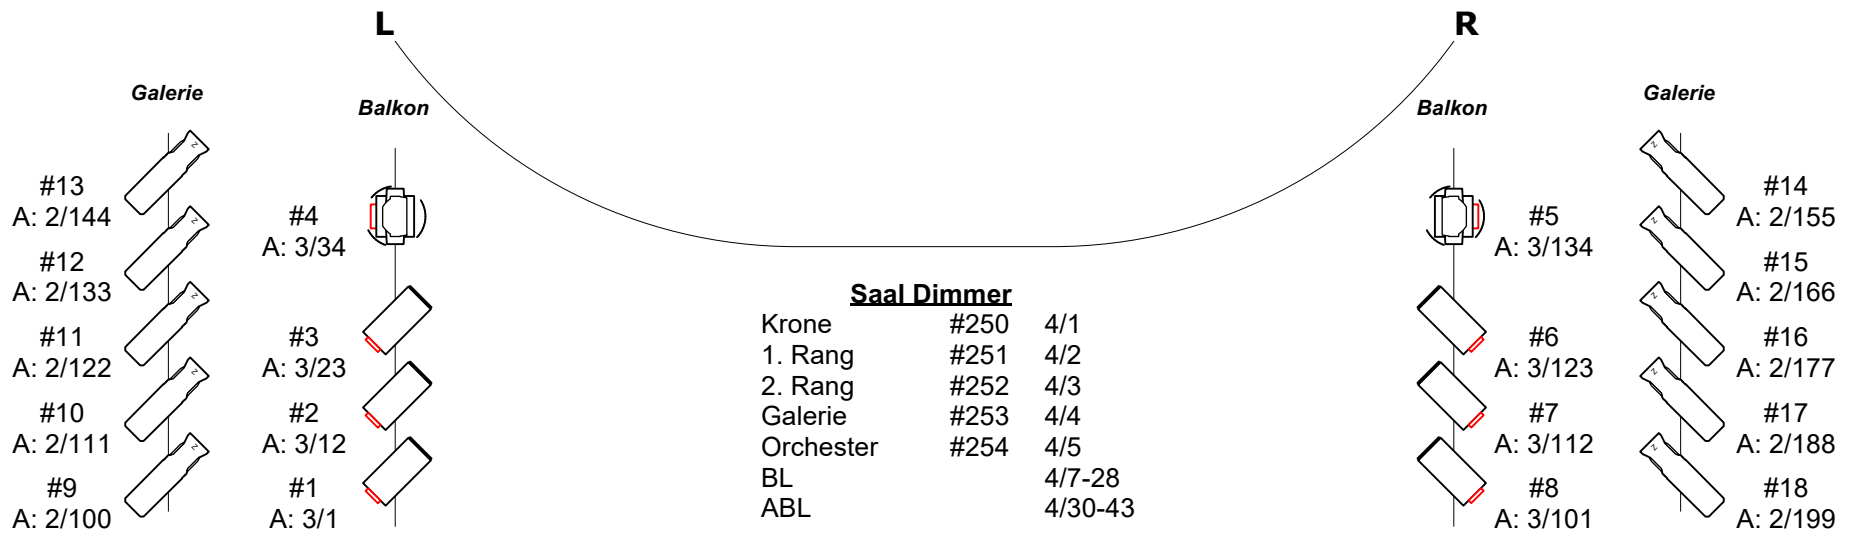 L
R
Galerie
Balkon
Balkon
Galerie
#13
A: 2/144
#12
A: 2/133
#11
A: 2/122
#10
A: 2/111
#9
A: 2/100
#4
A: 3/34
#3
A: 3/23
#2
A: 3/12
#1
A: 3/1
Saal Dimmer
Krone #250 4/1
1. Rang #251 4/2
2. Rang #252 4/3
Galerie #253 4/4
Orchester #254 4/5
BL 4/7-28
ABL 4/30-43
#5
A: 3/134
#6
A: 3/123
#7
A: 3/112
#8
A: 3/101
#14
A: 2/155
#15
A: 2/166
#16
A: 2/177
#17
A: 2/188
#18
A: 2/199